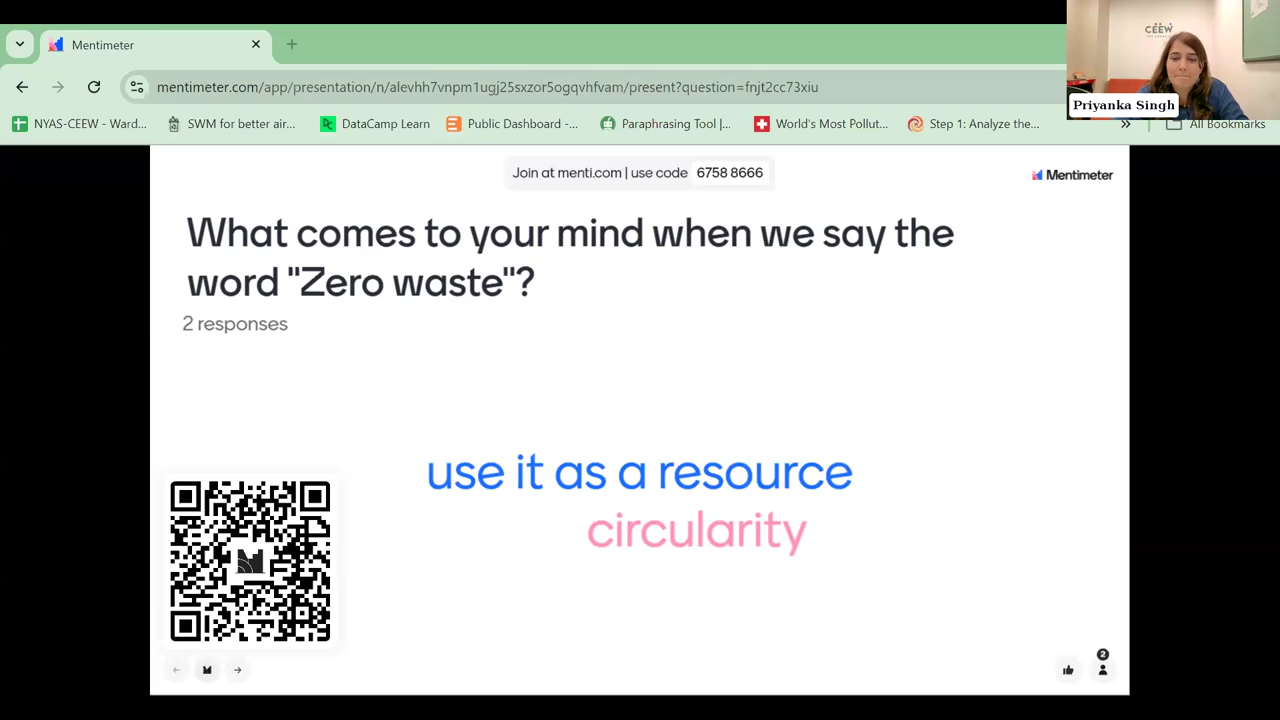 Mentimeter
CEEW
mentimeter.com/app/presentation/n/alevhh7vnpm1ugj25sxzor5ogqvhfvam/present?question=fnjt2cc73xiu
Priyanka Singh
NYAS-CEEW - Ward...
SWM for better air...
DataCamp Learn
Public Dashboard -...
Paraphrasing Tool |...
World's Most Pollut...
Step 1: Analyze the...
All Bookmarks
Join at menti.com | use code 6758 8666
Mentimeter
What comes to your mind when we say the
word "Zero waste"?
2 responses
use it as a resource
circularity
2